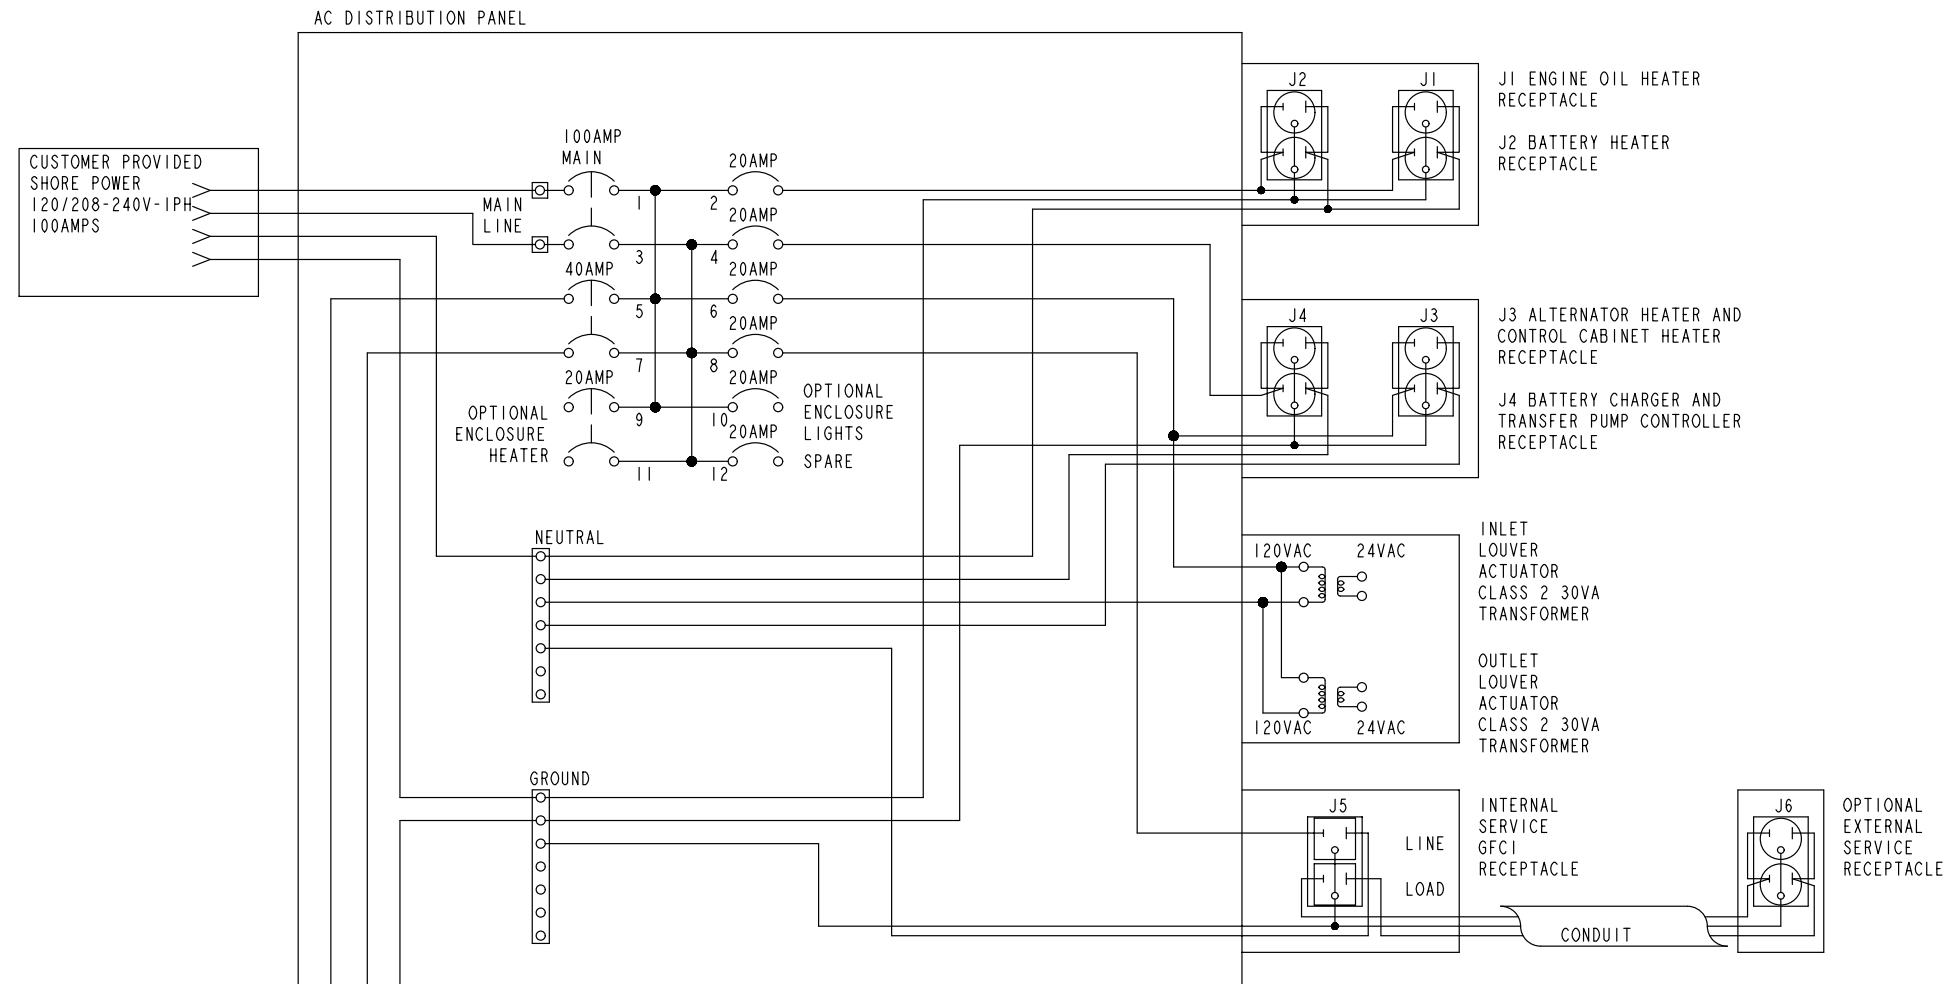 AC DISTRIBUTION PANEL
CUSTOMER PROVIDED
SHORE POWER
120/208-240V-1PH
100AMPS
100AMP
MAIN
MAIN
LINE
1
3
40AMP
5
7
20AMP
9
11
OPTIONAL
ENCLOSURE
HEATER
20AMP
2
20AMP
4
20AMP
6
20AMP
8
20AMP
10
20AMP
12
OPTIONAL
ENCLOSURE
LIGHTS
SPARE
NEUTRAL
GROUND
J2
J1
J1 ENGINE OIL HEATER
RECEPTACLE
J2 BATTERY HEATER
RECEPTACLE
J4
J3
J3 ALTERNATOR HEATER AND
CONTROL CABINET HEATER
RECEPTACLE
J4 BATTERY CHARGER AND
TRANSFER PUMP CONTROLLER
RECEPTACLE
120VAC
24VAC
INLET
LOUVER
ACTUATOR
CLASS 2 30VA
TRANSFORMER
OUTLET
LOUVER
ACTUATOR
CLASS 2 30VA
TRANSFORMER
120VAC
24VAC
J5
LINE
LOAD
INTERNAL
SERVICE
GFCI
RECEPTACLE
CONDUIT
J6
OPTIONAL
EXTERNAL
SERVICE
RECEPTACLE